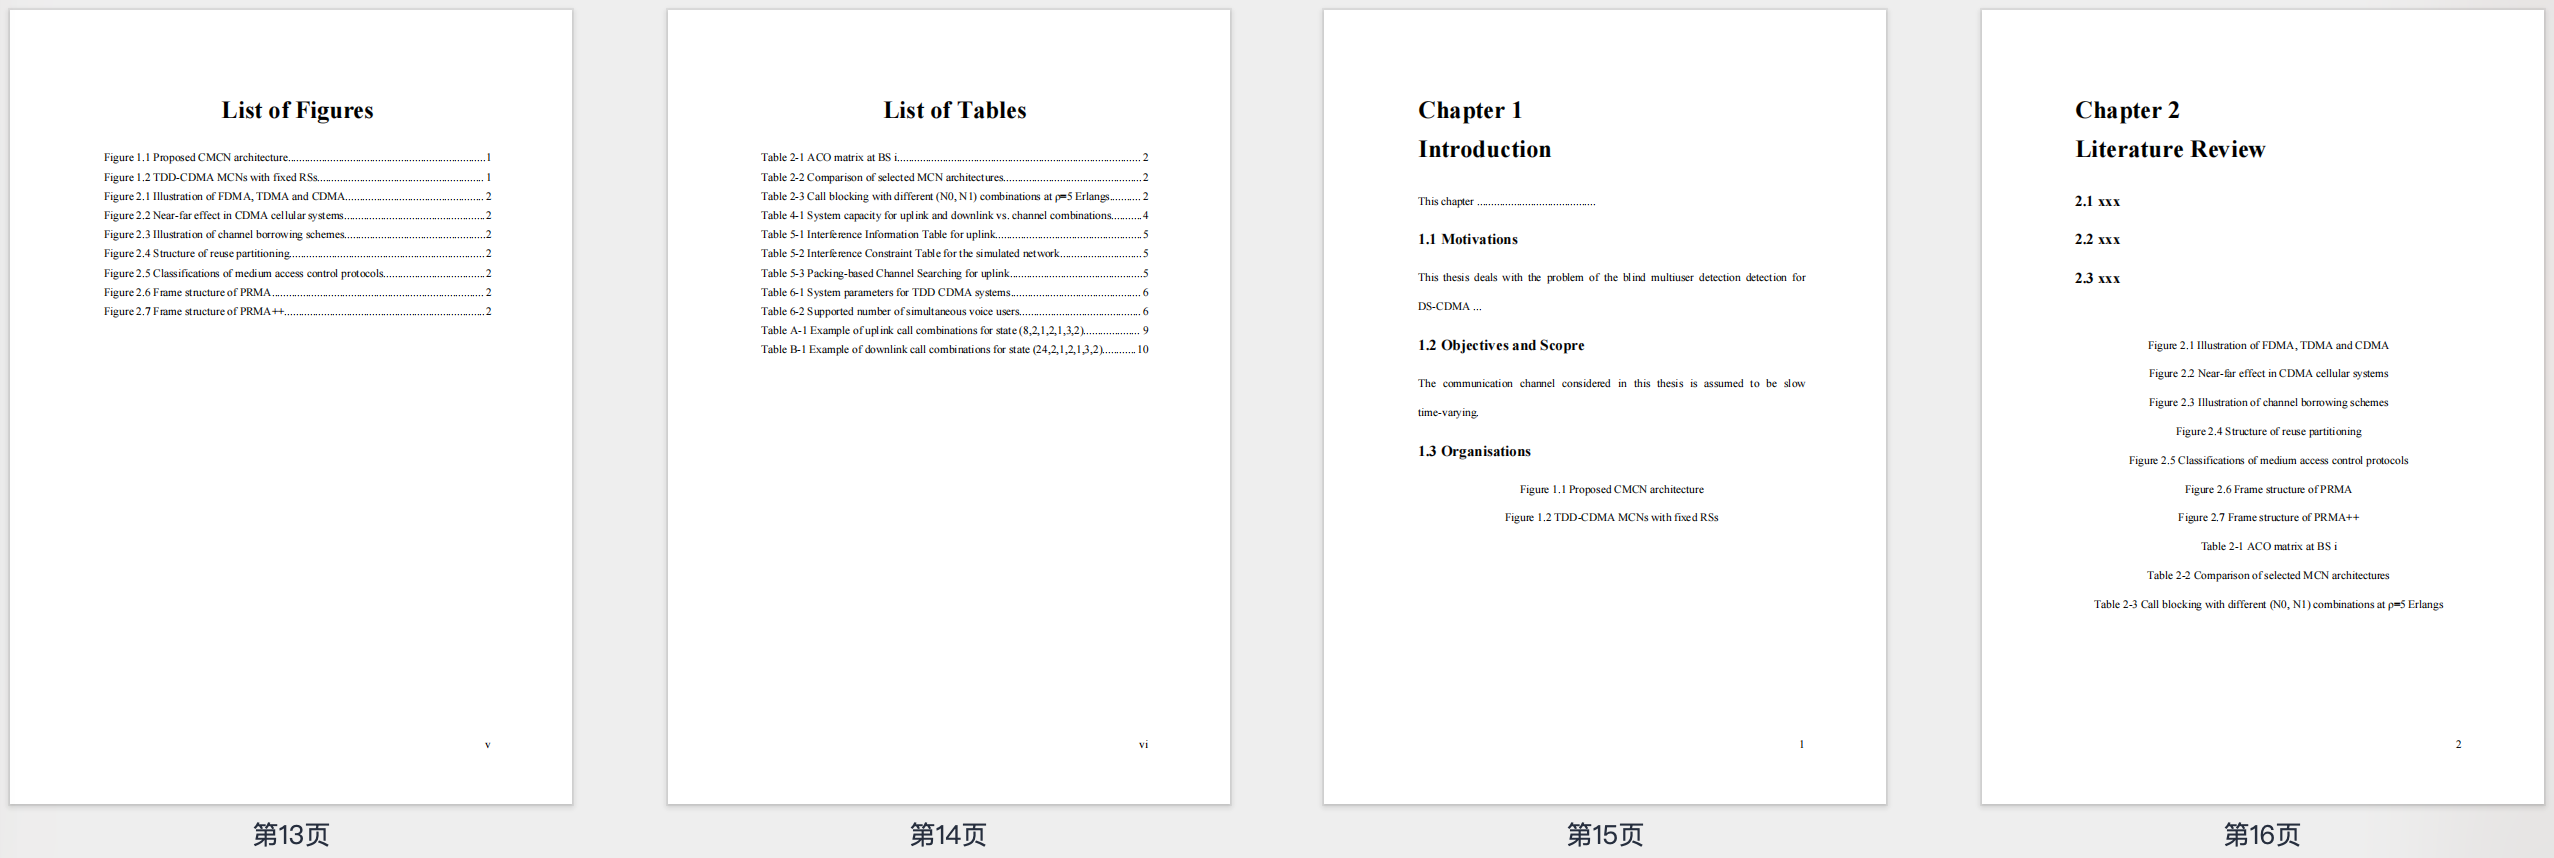 List of Figures
Figure 1.1 Proposed CMCN architecture........................................................................1
Figure 1.2 TDD-CDMA MCNs with fixed RSs............................................................. 1
Figure 2.1 Illustration of FDMA, TDMA and CDMA................................................... 2
Figure 2.2 Near-far effect in CDMA cellular systems...................................................2
Figure 2.3 Illustration of channel borrowing schemes...................................................2
Figure 2.4 Structure of reuse partitioning.......................................................................2
Figure 2.5 Classifications of medium access control protocols.....................................2
Figure 2.6 Frame structure of PRMA............................................................................. 2
Figure 2.7 Frame structure of PRMA++.........................................................................2
v
第13页
List of Tables
Table 2-1 ACO matrix at BS i......................................................................................... 2
Table 2-2 Comparison of selected MCN architectures................................................... 2
Table 2-3 Call blocking with different (N0, N1) combinations at ρ=5 Erlangs........... 2
Table 4-1 System capacity for uplink and downlink vs. channel combinations...........4
Table 5-1 Interference Information Table for uplink..................................................... 5
Table 5-2 Interference Constraint Table for the simulated network.............................. 5
Table 5-3 Packing-based Channel Searching for uplink................................................5
Table 6-1 System parameters for TDD CDMA systems............................................... 6
Table 6-2 Supported number of simultaneous voice users............................................ 6
Table A-1 Example of uplink call combinations for state (8,2,1,2,1,3,2).................... 9
Table B-1 Example of downlink call combinations for state (24,2,1,2,1,3,2)............ 10
vi
第14页
Chapter 1
Introduction
This chapter ..........................................
1.1 Motivations
This thesis deals with the problem of the blind multiuser detection detection for
DS-CDMA ...
1.2 Objectives and Scopre
The communication channel considered in this thesis is assumed to be slow
time-varying.
1.3 Organisations
Figure 1.1 Proposed CMCN architecture
Figure 1.2 TDD-CDMA MCNs with fixed RSs
1
第15页
Chapter 2
Literature Review
2.1 xxx
2.2 xxx
2.3 xxx
Figure 2.1 Illustration of FDMA, TDMA and CDMA
Figure 2.2 Near-far effect in CDMA cellular systems
Figure 2.3 Illustration of channel borrowing schemes
Figure 2.4 Structure of reuse partitioning
Figure 2.5 Classifications of medium access control protocols
Figure 2.6 Frame structure of PRMA
Figure 2.7 Frame structure of PRMA++
Table 2-1 ACO matrix at BS i
Table 2-2 Comparison of selected MCN architectures
Table 2-3 Call blocking with different (N0, N1) combinations at ρ=5 Erlangs
2
第16页